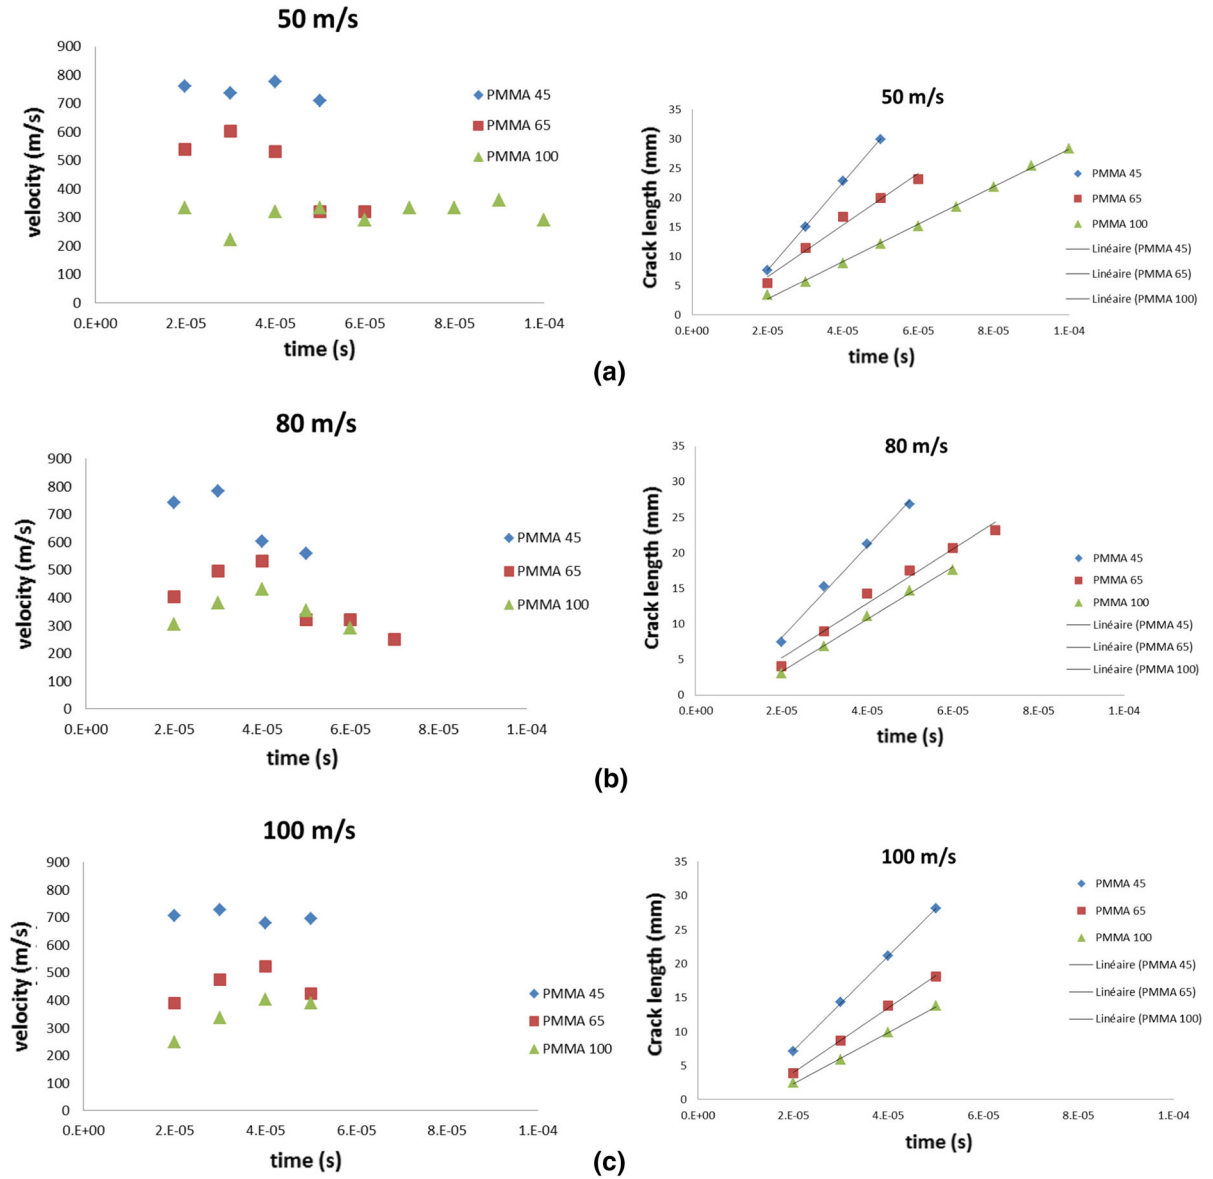 50 m/s
velocity (m/s)
900
800
700
600
500
400
300
200
100
0
0.E+00 2.E-05 4.E-05 6.E-05 8.E-05 1.E-04
time (s)
PMMA 45
PMMA 65
PMMA 100
50 m/s
Crack length (mm)
35
30
25
20
15
10
5
0
0.E+00 2.E-05 4.E-05 6.E-05 8.E-05 1.E-04
time (s)
PMMA 45
PMMA 65
PMMA 100
Linéaire (PMMA 45)
Linéaire (PMMA 65)
Linéaire (PMMA 100)
(a)
80 m/s
velocity (m/s)
900
800
700
600
500
400
300
200
100
0
0.E+00 2.E-05 4.E-05 6.E-05 8.E-05 1.E-04
time (s)
PMMA 45
PMMA 65
PMMA 100
80 m/s
Crack length (mm)
35
30
25
20
15
10
5
0
0.E+00 2.E-05 4.E-05 6.E-05 8.E-05 1.E-04
time (s)
PMMA 45
PMMA 65
PMMA 100
Linéaire (PMMA 45)
Linéaire (PMMA 65)
Linéaire (PMMA 100)
(b)
100 m/s
velocity (m/s)
900
800
700
600
500
400
300
200
100
0
0.E+00 2.E-05 4.E-05 6.E-05 8.E-05 1.E-04
time (s)
PMMA 45
PMMA 65
PMMA 100
100 m/s
Crack length (mm)
35
30
25
20
15
10
5
0
0.E+00 2.E-05 4.E-05 6.E-05 8.E-05 1.E-04
time (s)
PMMA 45
PMMA 65
PMMA 100
Linéaire (PMMA 45)
Linéaire (PMMA 65)
Linéaire (PMMA 100)
(c)